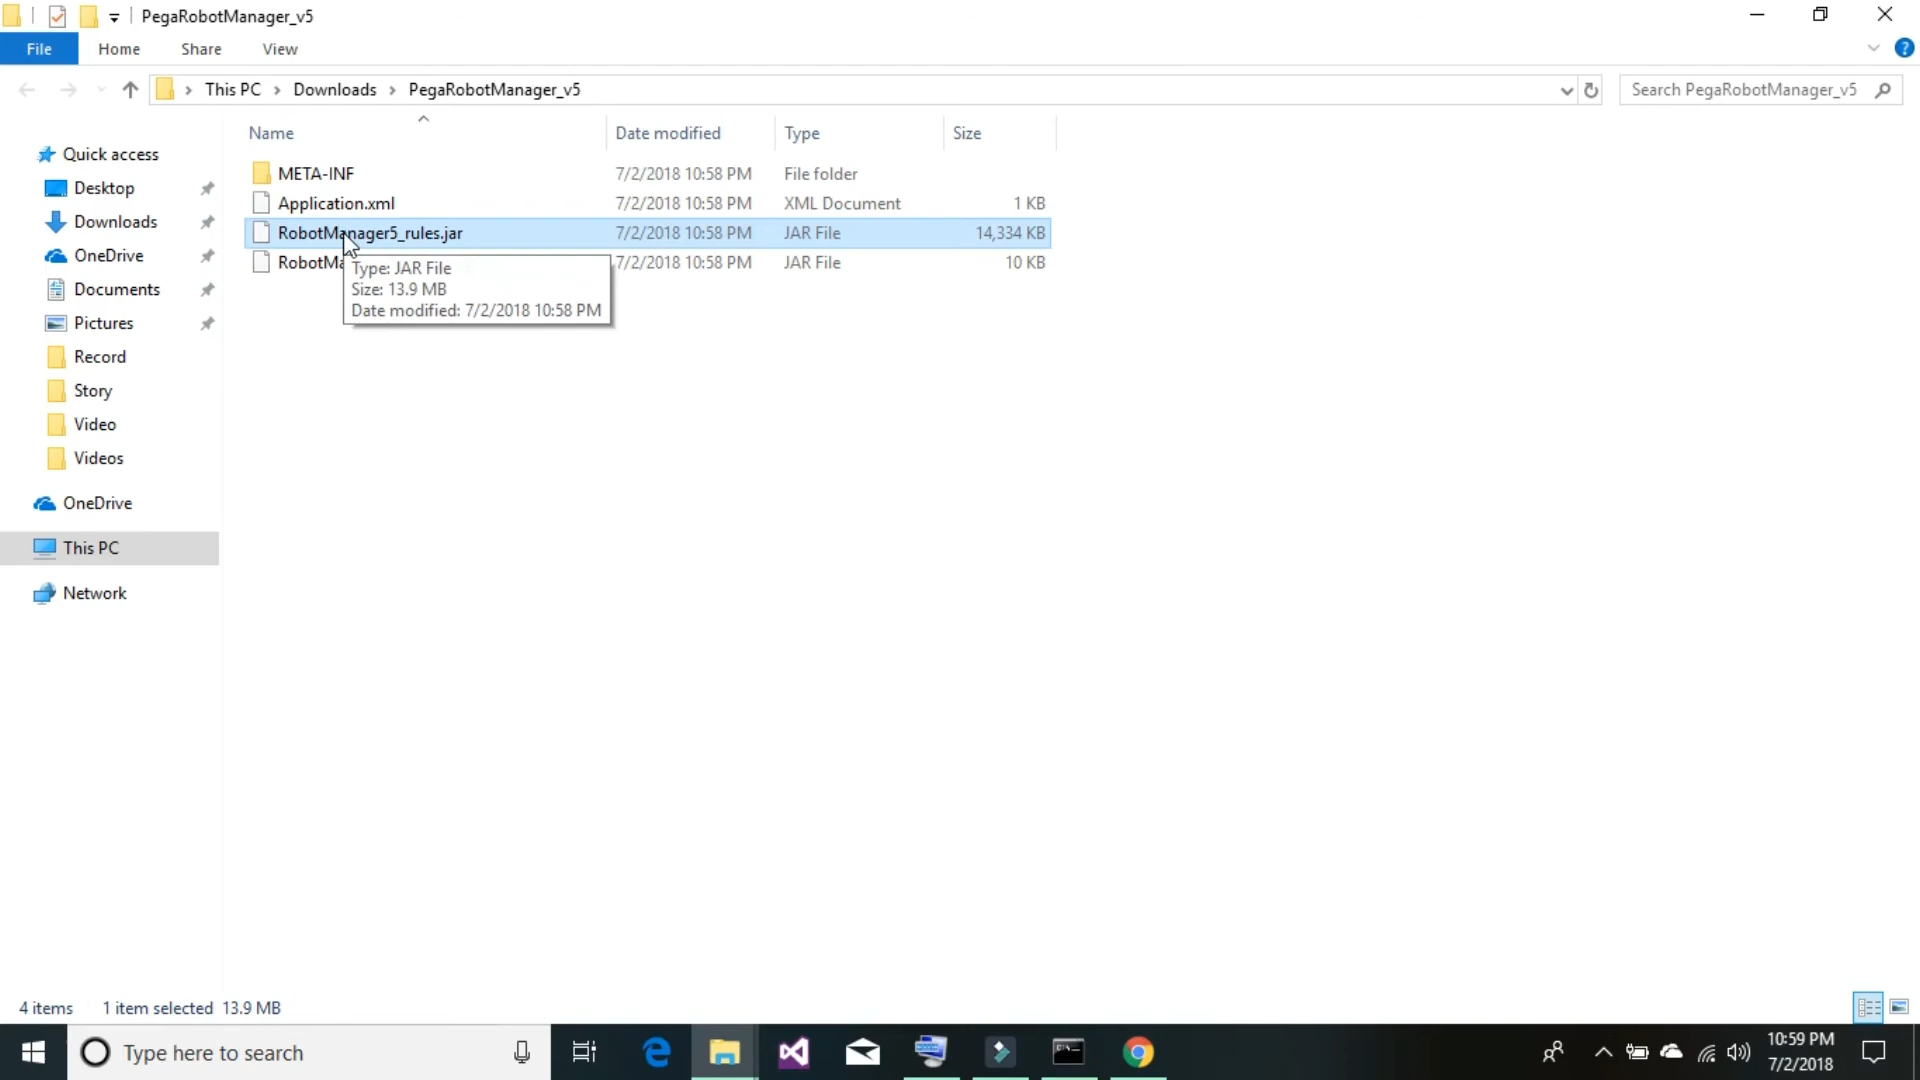 PegaRobotManager_v5
File Home Share View
This PC Downloads PegaRobotManager_v5
Search PegaRobotManager_v5
Name Date modified Type Size
Quick access
Desktop
Downloads
OneDrive
Documents
Pictures
Record
Story
Video
Videos
OneDrive
This PC
Network
META-INF 7/2/2018 10:58 PM File folder
Application.xml 7/2/2018 10:58 PM XML Document 1 KB
RobotManager5_rules.jar 7/2/2018 10:58 PM JAR File 14,334 KB
RobotMa 7/2/2018 10:58 PM JAR File 10 KB
Type: JAR File
Size: 13.9 MB
Date modified: 7/2/2018 10:58 PM
4 items 1 item selected 13.9 MB
Type here to search
10:59 PM
7/2/2018